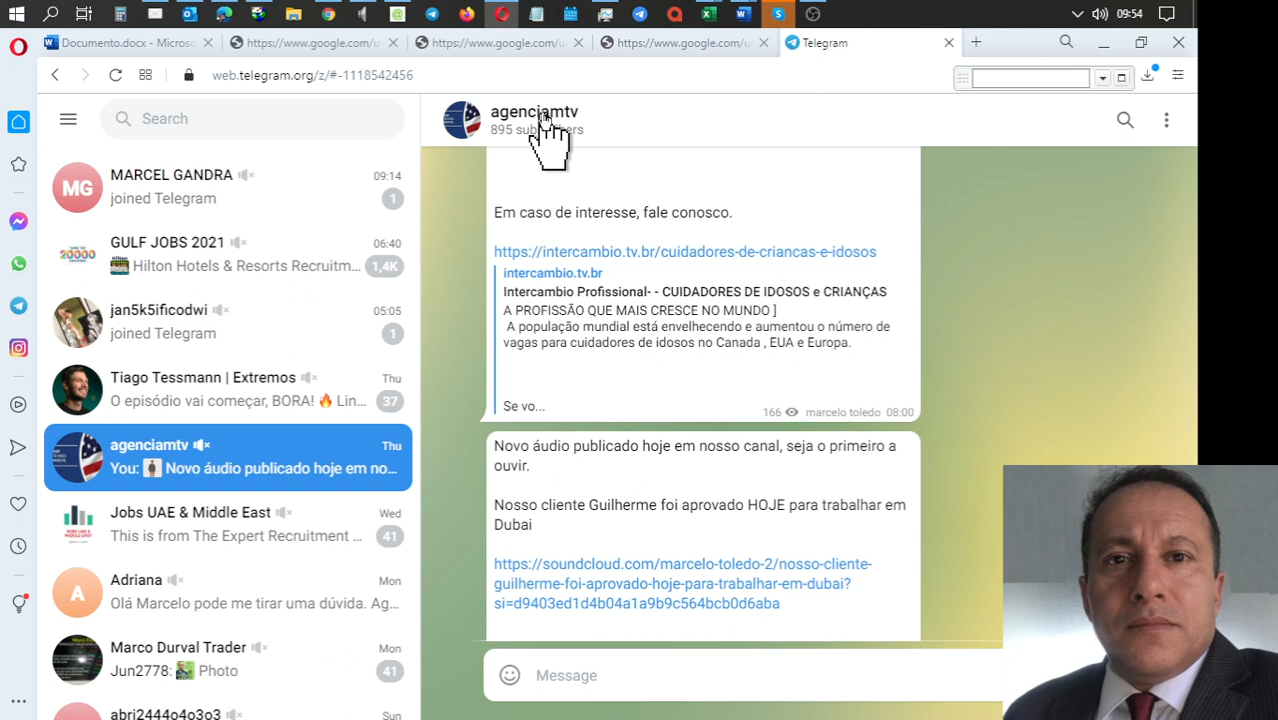 09:54
Documento.docx - Micros
https://www.google.com/u
https://www.google.com/u
https://www.google.com/u
Telegram
web.telegram.org/z/#-1118542456
Search
MG
MARCEL GANDRA
09:14
joined Telegram
1
GULF JOBS 2021
06:40
Hilton Hotels & Resorts Recruitm...
1,4K
jan5k5ificodwi
05:05
joined Telegram
1
Tiago Tessmann | Extremos
Thu
O episódio vai começar, BORA! 🔥 Lin...
37
agenciamtv
Thu
You: Novo áudio publicado hoje em no...
Jobs UAE & Middle East
Wed
This is from The Expert Recruitment ...
41
A
Adriana
Mon
Olá Marcelo pode me tirar uma dúvida. Ag...
Marco Durval Trader
Mon
Jun2778: Photo
41
abri2444o4o3o3
Sun
agenciamtv
895 subscribers
Em caso de interesse, fale conosco.
https://intercambio.tv.br/cuidadores-de-criancas-e-idosos
intercambio.tv.br
Intercambio Profissional- - CUIDADORES DE IDOSOS e CRIANÇAS
A PROFISSÃO QUE MAIS CRESCE NO MUNDO ]
A população mundial está envelhecendo e aumentou o número de
vagas para cuidadores de idosos no Canada , EUA e Europa.
Se vo...
166 marcelo toledo 08:00
Novo áudio publicado hoje em nosso canal, seja o primeiro a
ouvir.
Nosso cliente Guilherme foi aprovado HOJE para trabalhar em
Dubai
https://soundcloud.com/marcelo-toledo-2/nosso-cliente-
guilherme-foi-aprovado-hoje-para-trabalhar-em-dubai?
si=d9403ed1d4b04a1a9b9c564bcb0d6aba
Message